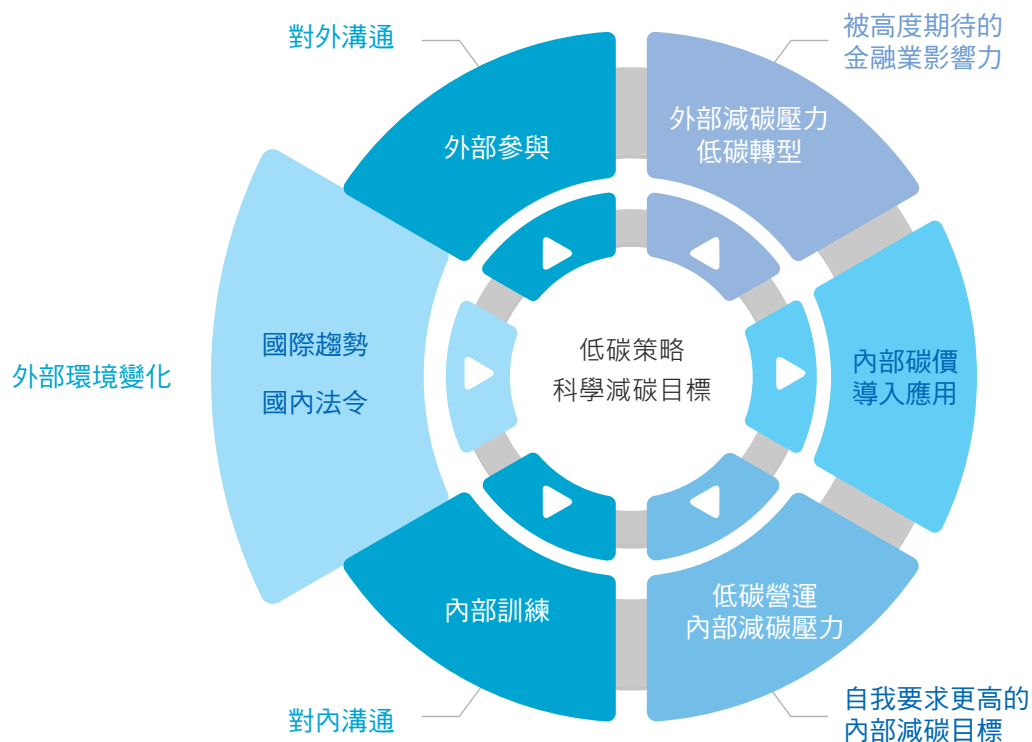 對外溝通
被高度期待的
金融業影響力
外部參與
外部減碳壓力
低碳轉型
外部環境變化
國際趨勢
國內法令
低碳策略
科學減碳目標
內部碳價
導入應用
內部訓練
低碳營運
內部減碳壓力
對內溝通
自我要求更高的
內部減碳目標